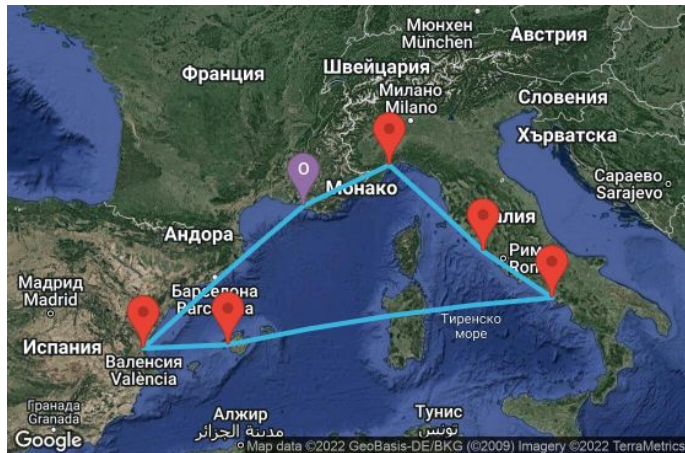 Мюнхен
München
Австрия
Франция
Швейцария
Милано
Milano
Словения
Хърватска
O
Монако
Сараево
Sarajevo
алия
Андора
Рим
Мадрид
Madrid
Барселона
Тиренско
море
Испания
Валенсия
València
Гранада
Granada
Алжир
مدينة الجزائر
Тунис
تونس
Google
Map data ©2022 GeoBasis-DE/BKG (©2009) Imagery ©2022 TerraMetrics